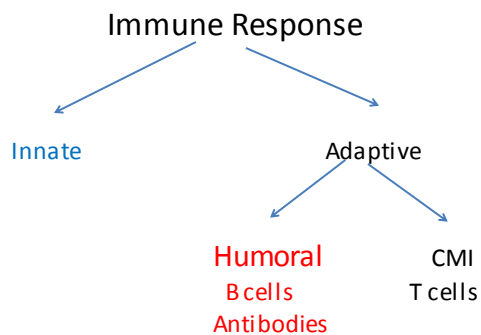 Immune Response
Innate
Adaptive
Humoral
CMI
B cells
T cells
Antibodies